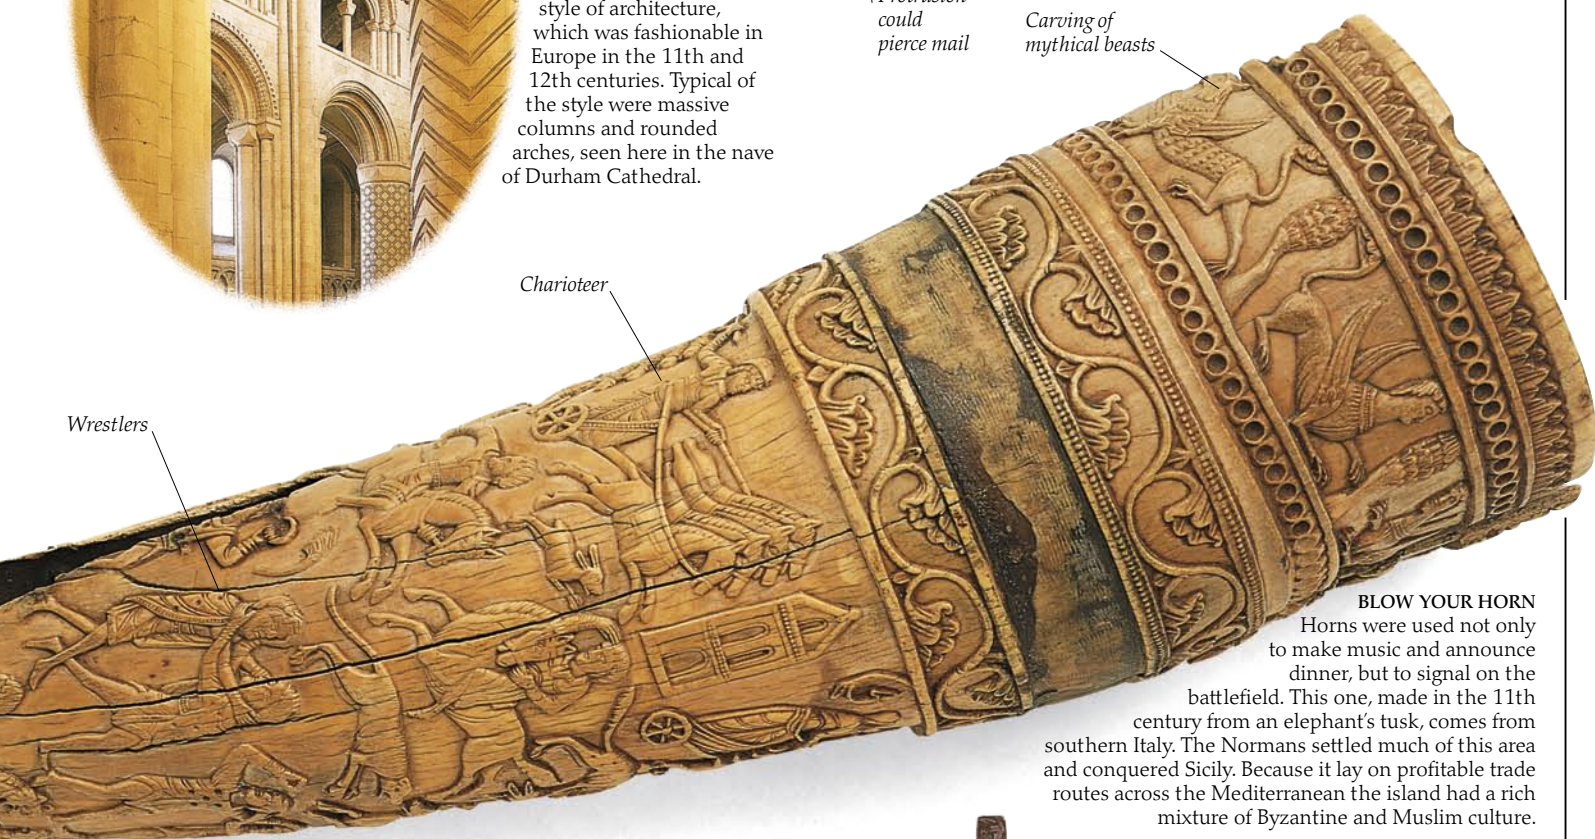 style of architecture,
which was fashionable in
Europe in the 11th and
12th centuries. Typical of
the style were massive
columns and rounded
arches, seen here in the nave
of Durham Cathedral.
could
pierce mail
Carving of
mythical beasts
Charioteer
Wrestlers
BLOW YOUR HORN
Horns were used not only
to make music and announce
dinner, but to signal on the
battlefield. This one, made in the 11th
century from an elephant’s tusk, comes from
southern Italy. The Normans settled much of this area
and conquered Sicily. Because it lay on profitable trade
routes across the Mediterranean the island had a rich
mixture of Byzantine and Muslim culture.